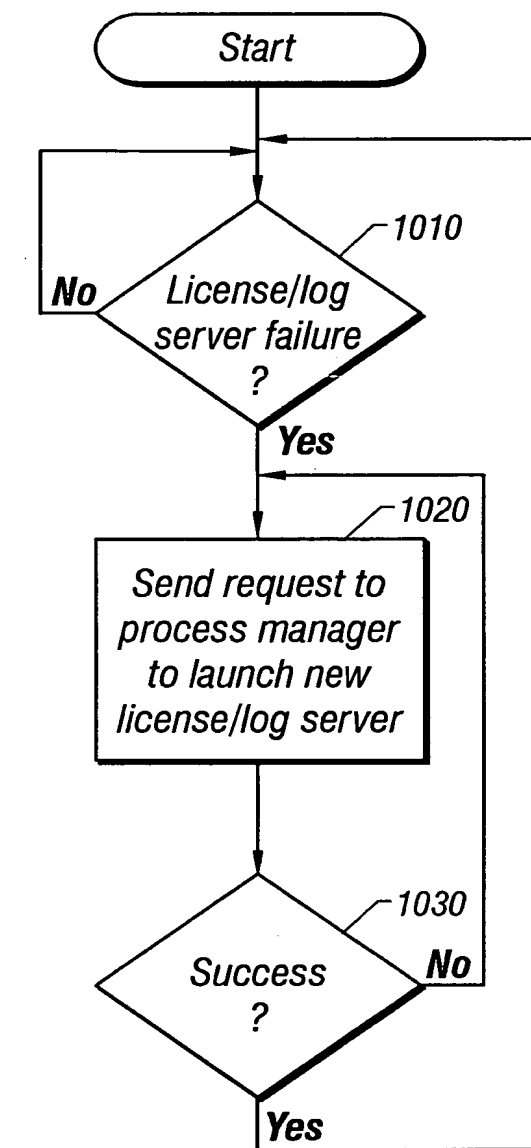 Start
1010
No
License/log
server failure
?
Yes
1020
Send request to
process manager
to launch new
license/log server
1030
Success
?
No
Yes